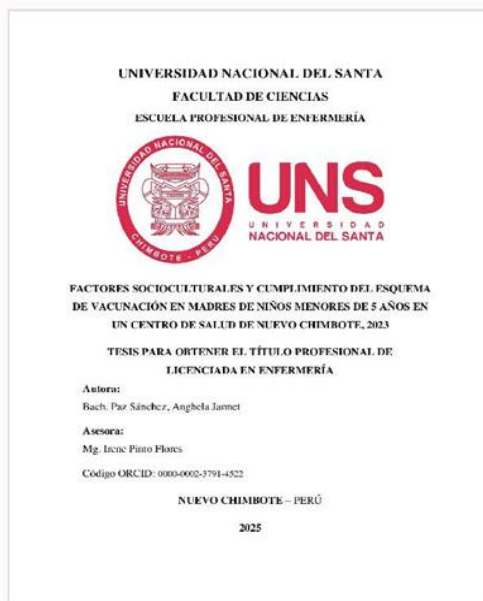 UNIVERSIDAD NACIONAL DEL SANTA
FACULTAD DE CIENCIAS
ESCUELA PROFESIONAL DE ENFERMERÍA
UNIVERSIDAD NACIONAL DEL SANTA
CHIMBOTE - PERÚ
UNS
UNIVERSIDAD
NACIONAL DEL SANTA
FACTORES SOCIOCULTURALES Y CUMPLIMIENTO DEL ESQUEMA
DE VACUNACIÓN EN MADRES DE NIÑOS MENORES DE 5 AÑOS EN
UN CENTRO DE SALUD DE NUEVO CHIMBOTE, 2023
TESIS PARA OBTENER EL TÍTULO PROFESIONAL DE
LICENCIADA EN ENFERMERÍA
Autora:
Bach. Paz Sánchez, Anghela Jannet
Asesora:
Mg. Irene Pinto Flores
Código ORCID: 0000-0002-3791-4522
NUEVO CHIMBOTE – PERÚ
2025